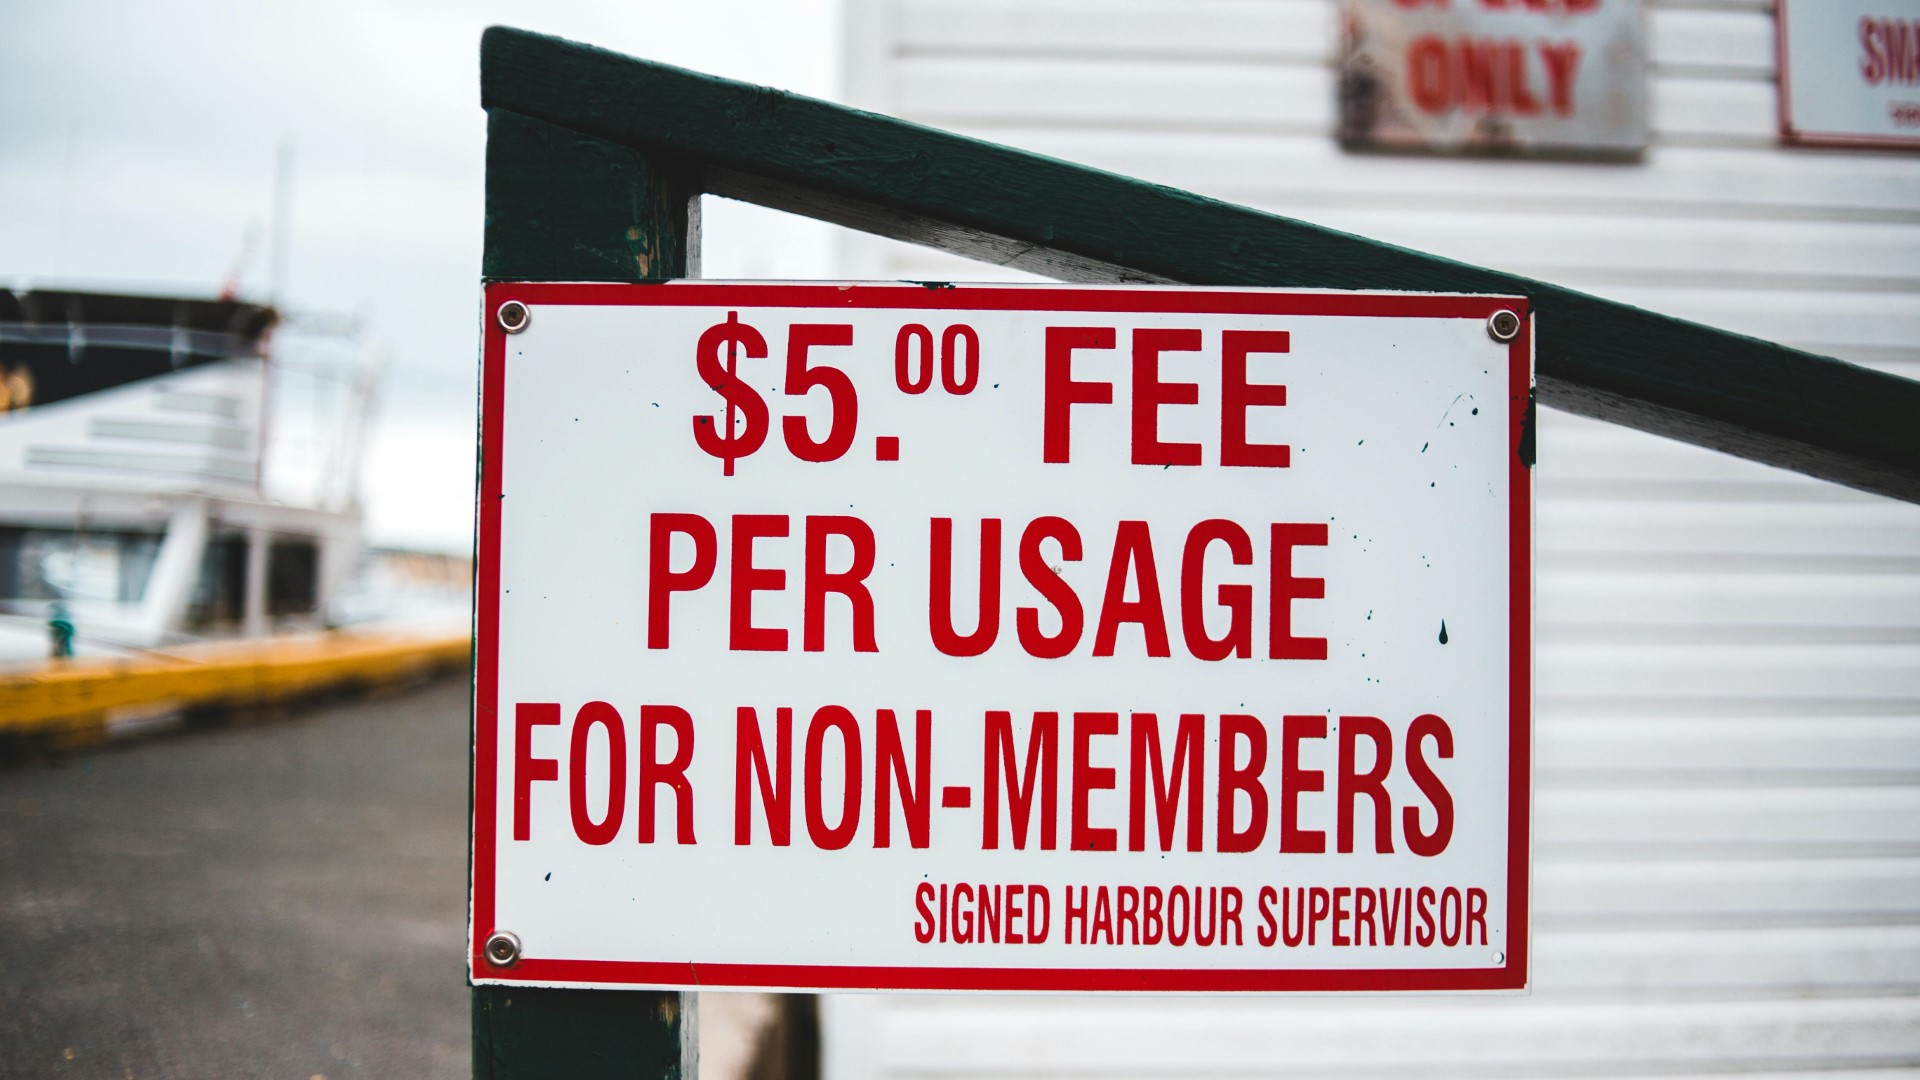 ONLY
$5.00 FEE
PER USAGE
FOR NON-MEMBERS
SIGNED HARBOUR SUPERVISOR